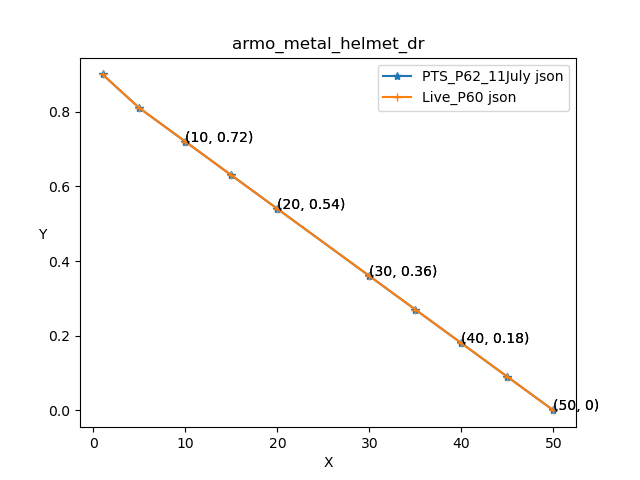 armo_metal_helmet_dr
PTS_P62_11July json
Live_P60 json
(10, 0.72)
(20, 0.54)
(30, 0.36)
(40, 0.18)
(50, 0)
Y
0.8
0.6
0.4
0.2
0.0
0 10 20 30 40 50
X